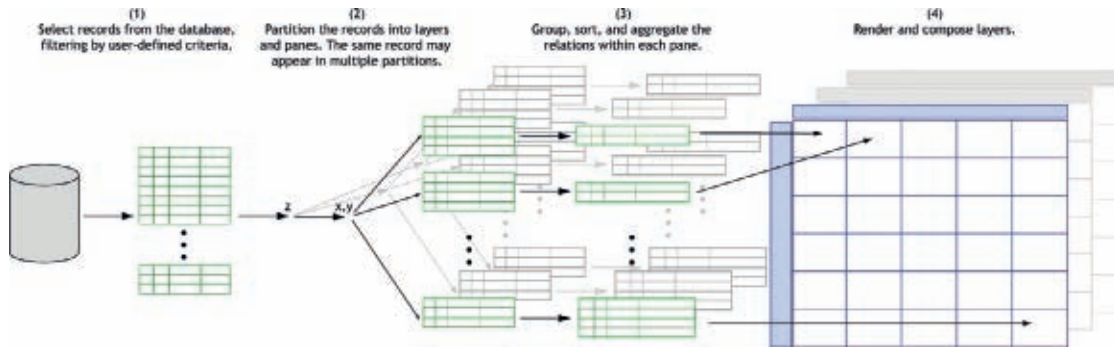 (1)
Select records from the database,
filtering by user-defined criteria.
(2)
Partition the records into layers
and panes. The same record may
appear in multiple partitions.
(3)
Group, sort, and aggregate the
relations within each pane.
(4)
Render and compose layers.
z
x,y